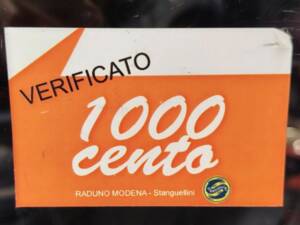 VERIFICATO
1000
cento
RADUNO MODENA - Stanguellini